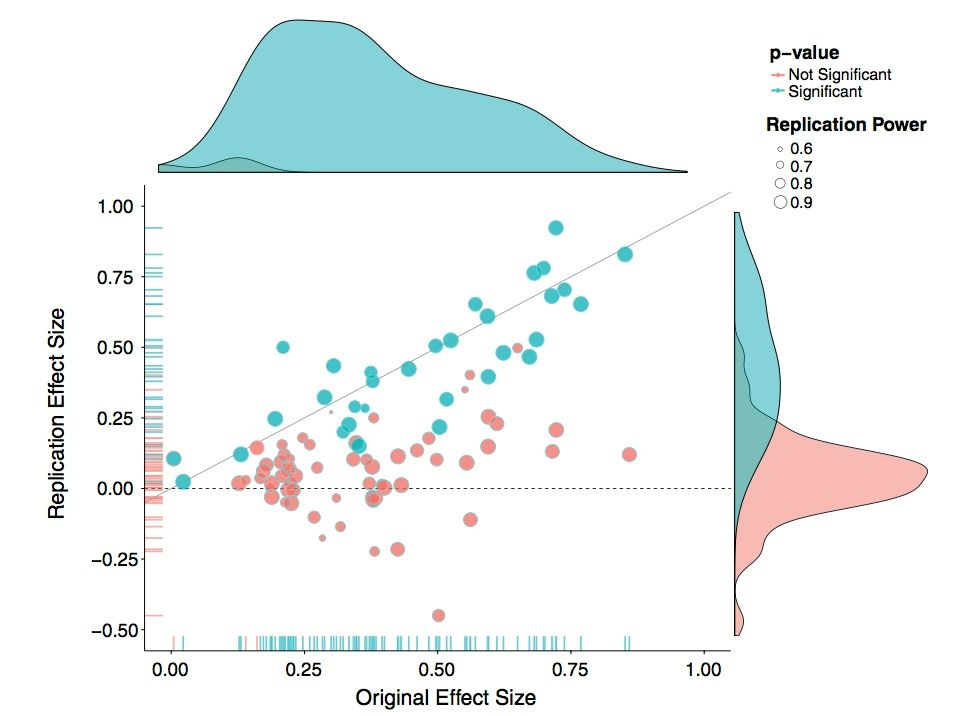 p-value
Not Significant
Significant
Replication Power
0.6
0.7
0.8
0.9
1.00
0.75
0.50
0.25
0.00
−0.25
−0.50
Replication Effect Size
0.00 0.25 0.50 0.75 1.00
Original Effect Size